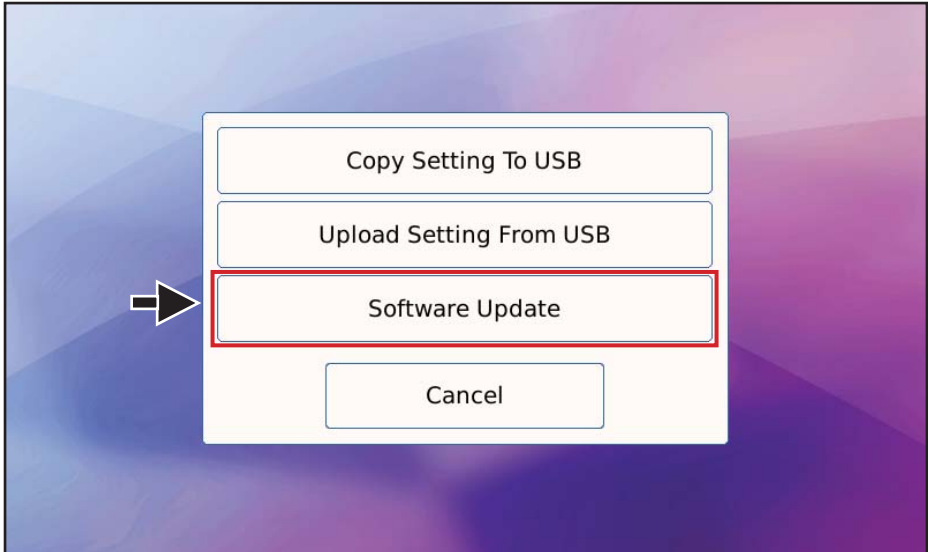 Copy Setting To USB
Upload Setting From USB
Software Update
Cancel